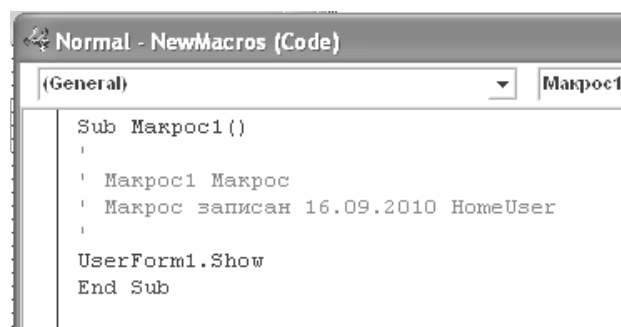 Normal - NewMacros (Code)
(General)
Макрос1
Sub Макрос1()
'
' Макрос1 Макрос
' Макрос записан 16.09.2010 HomeUser
'
UserForm1.Show
End Sub